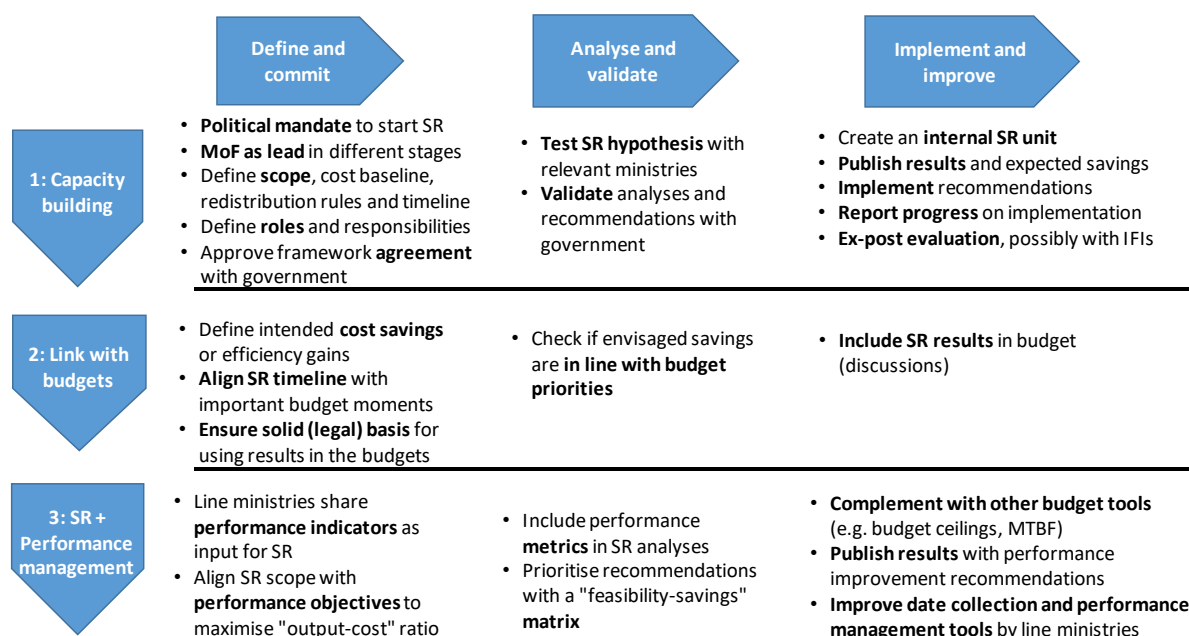 Define and
commit
Analyse and
validate
Implement and
improve
1: Capacity
building
• Political mandate to start SR
• MoF as lead in different stages
• Define scope, cost baseline,
redistribution rules and timeline
• Define roles and responsibilities
• Approve framework agreement
with government
• Test SR hypothesis with
relevant ministries
• Validate analyses and
recommendations with
government
• Create an internal SR unit
• Publish results and expected savings
• Implement recommendations
• Report progress on implementation
• Ex-post evaluation, possibly with IFIs
2: Link with
budgets
• Define intended cost savings
or efficiency gains
• Align SR timeline with
important budget moments
• Ensure solid (legal) basis for
using results in the budgets
• Check if envisaged savings
are in line with budget
priorities
• Include SR results in budget
(discussions)
3: SR +
Performance
management
• Line ministries share
performance indicators as
input for SR
• Align SR scope with
performance objectives to
maximise "output-cost" ratio
• Include performance
metrics in SR analyses
• Prioritise recommendations
with a "feasibility-savings"
matrix
• Complement with other budget tools
(e.g. budget ceilings, MTBF)
• Publish results with performance
improvement recommendations
• Improve date collection and performance
management tools by line ministries